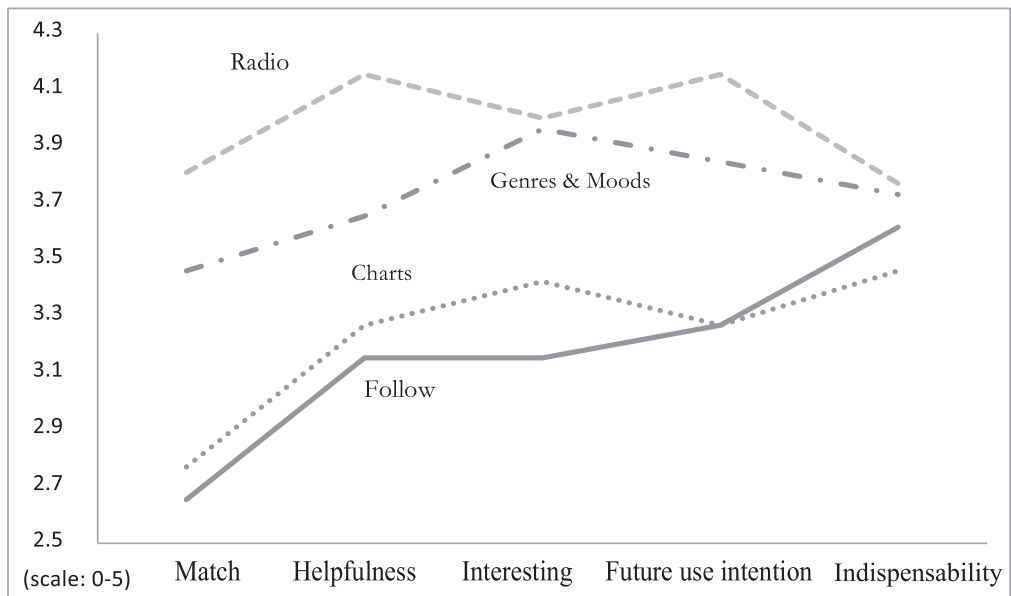 4.3
Radio
4.1
3.9
Genres & Moods
3.7
3.5
Charts
3.3
3.1
Follow
2.9
2.7
2.5
(scale: 0-5) Match Helpfulness Interesting Future use intention Indispensability